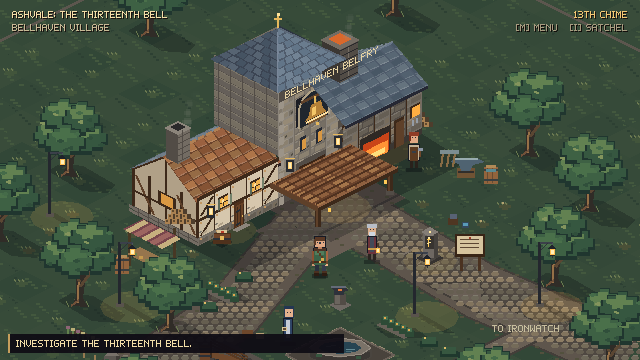 ASHVALE: THE THIRTEENTH BELL
13TH CHIME
BELLHAVEN VILLAGE
[M] MENU [I] SATCHEL
BELLHAVEN BELFRY
TO IRONWATCH
INVESTIGATE THE THIRTEENTH BELL.